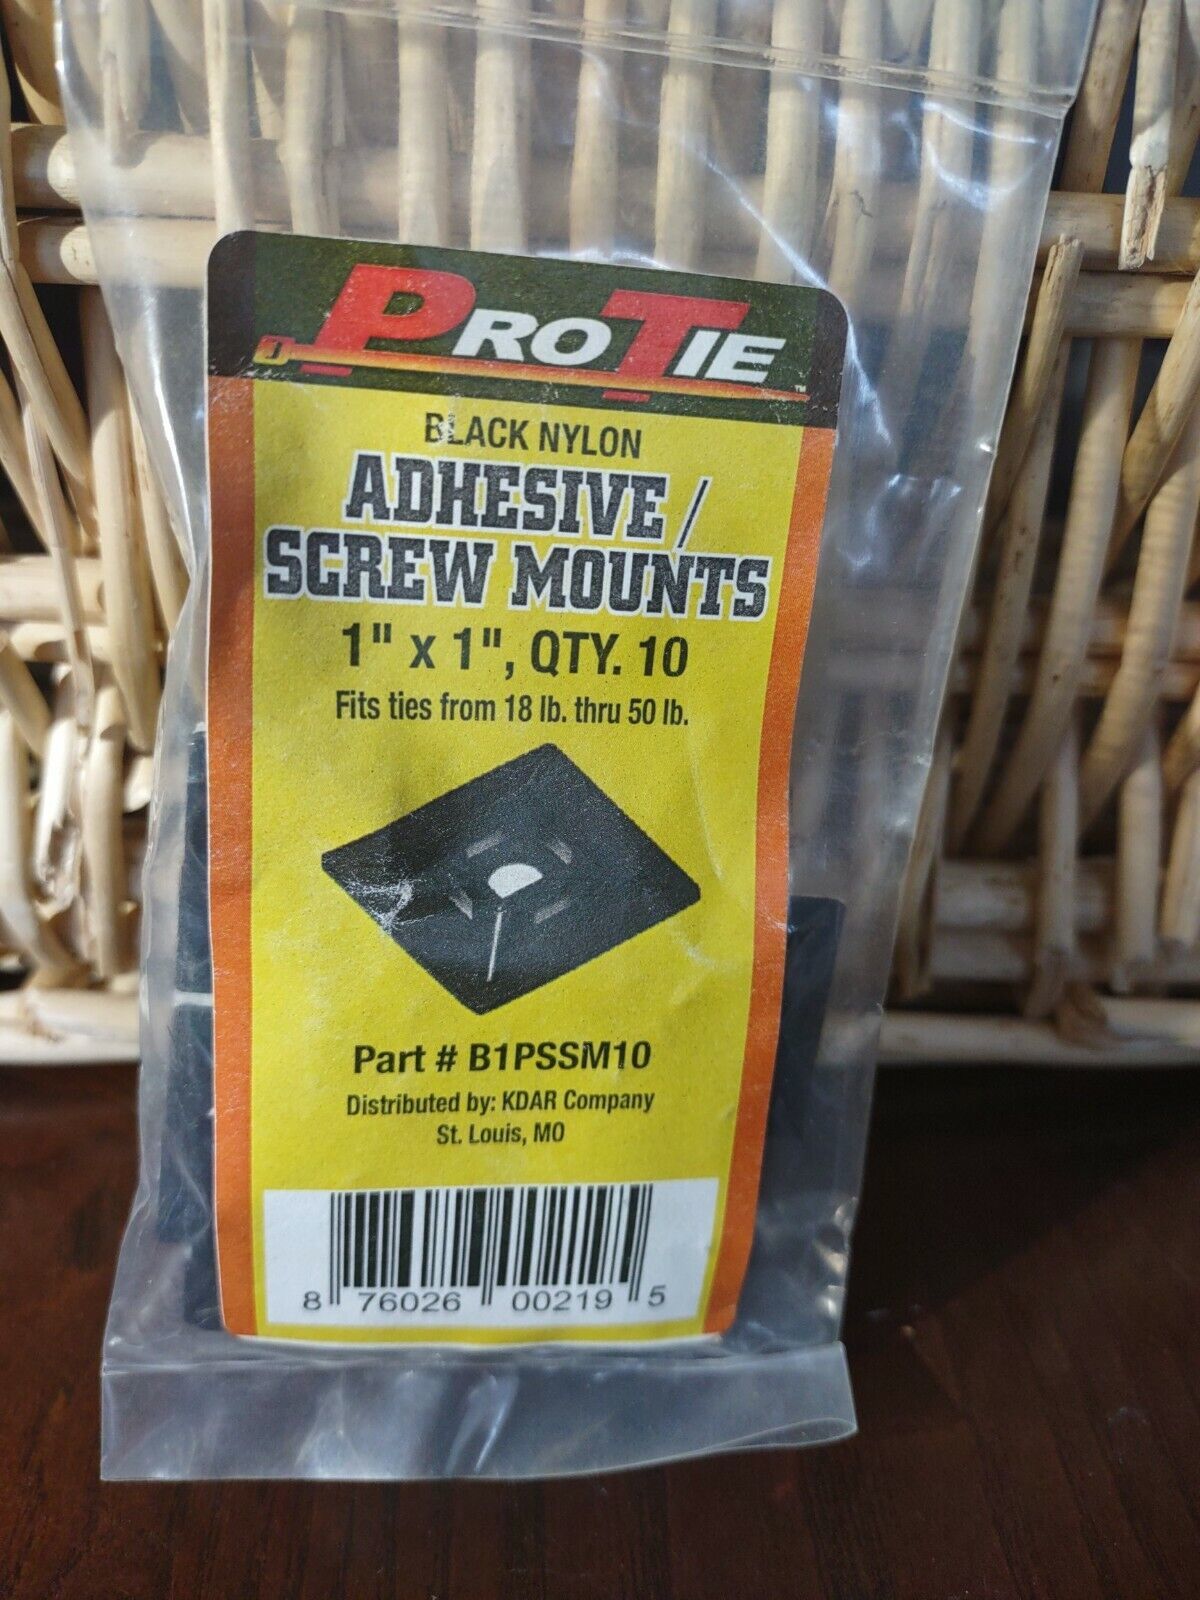 PROTIE™
BLACK NYLON
ADHESIVE /
SCREW MOUNTS
1" x 1", QTY. 10
Fits ties from 18 lb. thru 50 lb.
Part # B1PSSM10
Distributed by: KDAR Company
St. Louis, MO
8 76026 00219 5